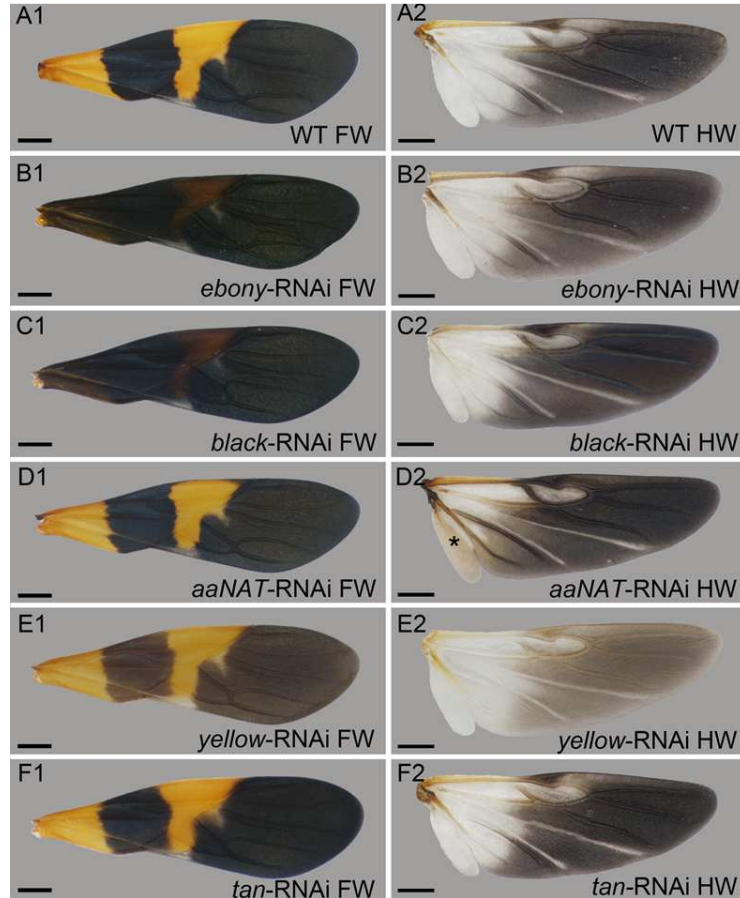 A1
WT FW
A2
WT HW
B1
ebony-RNAi FW
B2
ebony-RNAi HW
C1
black-RNAi FW
C2
black-RNAi HW
D1
aaNAT-RNAi FW
D2
*
aaNAT-RNAi HW
E1
yellow-RNAi FW
E2
yellow-RNAi HW
F1
tan-RNAi FW
F2
tan-RNAi HW